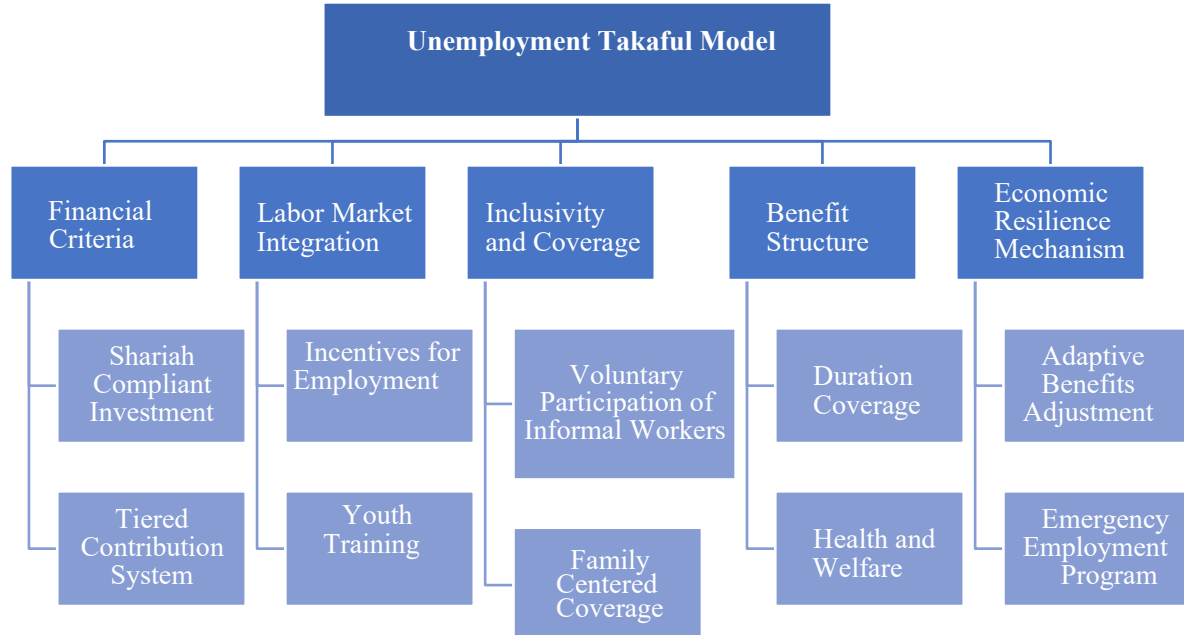 Unemployment Takaful Model
Financial
Criteria
Labor Market
Integration
Inclusivity
and Coverage
Benefit
Structure
Economic
Resilience
Mechanism
Shariah
Compliant
Investment
Incentives for
Employment
Voluntary
Participation of
Informal Workers
Duration
Coverage
Adaptive
Benefits
Adjustment
Tiered
Contribution
System
Youth
Training
Family
Centered
Coverage
Health and
Welfare
Emergency
Employment
Program